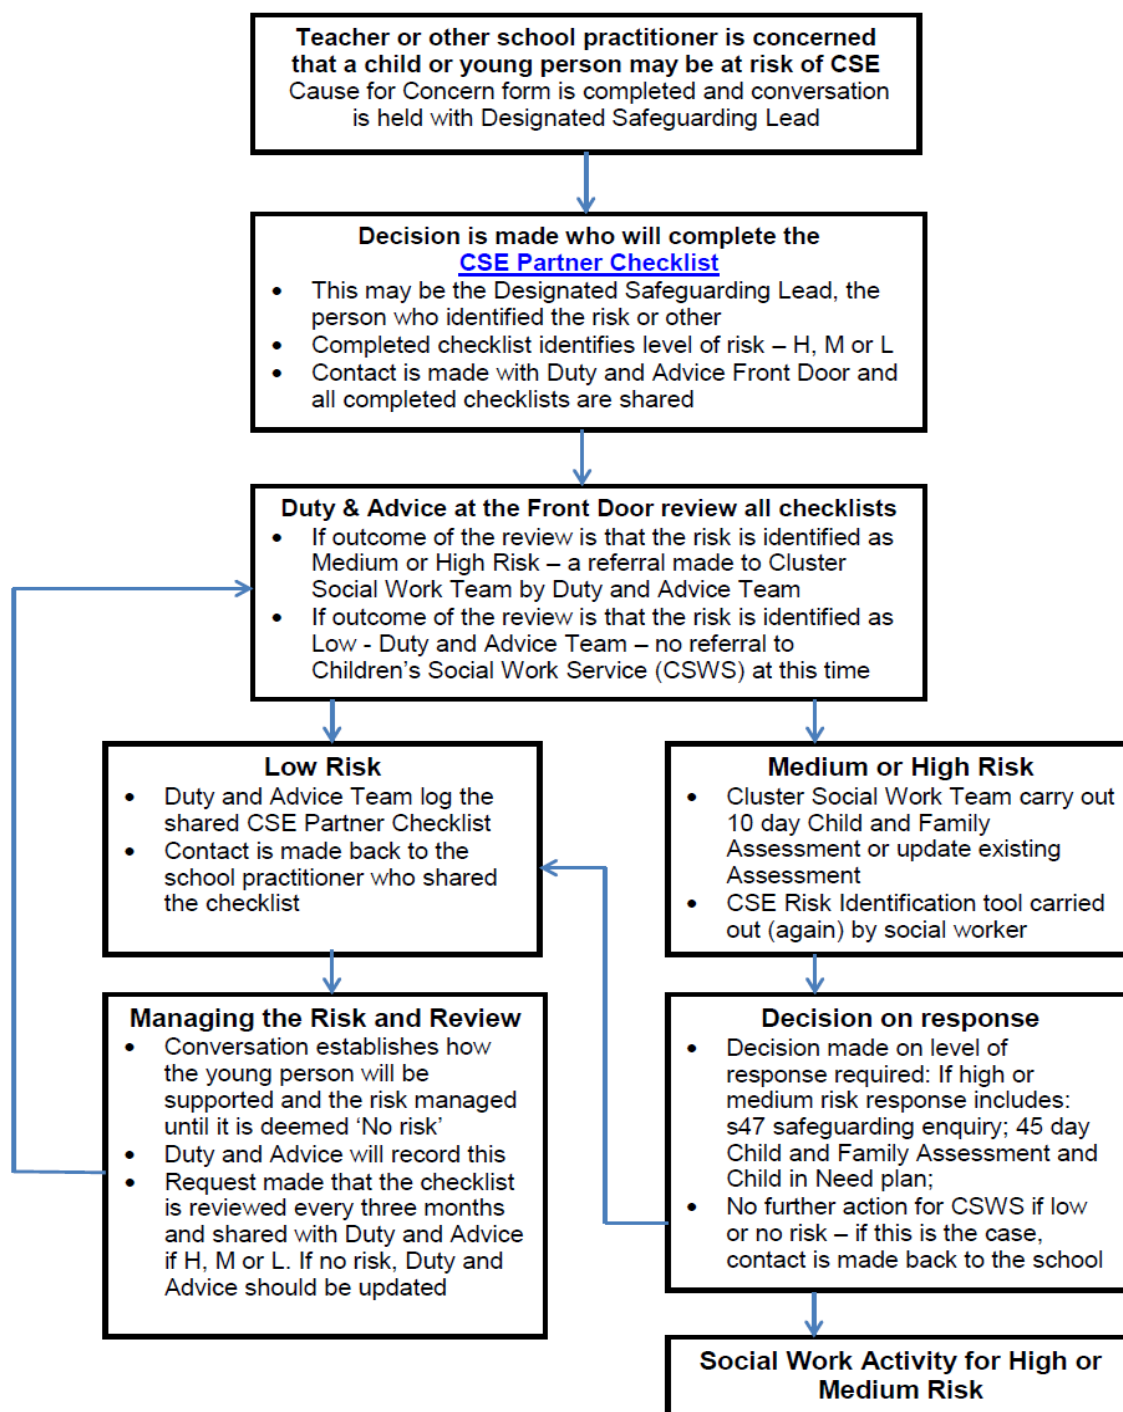 Teacher or other school practitioner is concerned
that a child or young person may be at risk of CSE
Cause for Concern form is completed and conversation
is held with Designated Safeguarding Lead
Decision is made who will complete the
CSE Partner Checklist
• This may be the Designated Safeguarding Lead, the
person who identified the risk or other
• Completed checklist identifies level of risk – H, M or L
• Contact is made with Duty and Advice Front Door and
all completed checklists are shared
Duty & Advice at the Front Door review all checklists
• If outcome of the review is that the risk is identified as
Medium or High Risk – a referral made to Cluster
Social Work Team by Duty and Advice Team
• If outcome of the review is that the risk is identified as
Low - Duty and Advice Team – no referral to
Children’s Social Work Service (CSWS) at this time
Low Risk
• Duty and Advice Team log the
shared CSE Partner Checklist
• Contact is made back to the
school practitioner who shared
the checklist
Medium or High Risk
• Cluster Social Work Team carry out
10 day Child and Family
Assessment or update existing
Assessment
• CSE Risk Identification tool carried
out (again) by social worker
Managing the Risk and Review
• Conversation establishes how
the young person will be
supported and the risk managed
until it is deemed ‘No risk’
• Duty and Advice will record this
• Request made that the checklist
is reviewed every three months
and shared with Duty and Advice
if H, M or L. If no risk, Duty and
Advice should be updated
Decision on response
• Decision made on level of
response required: If high or
medium risk response includes:
s47 safeguarding enquiry; 45 day
Child and Family Assessment and
Child in Need plan;
• No further action for CSWS if low
or no risk – if this is the case,
contact is made back to the school
Social Work Activity for High or
Medium Risk